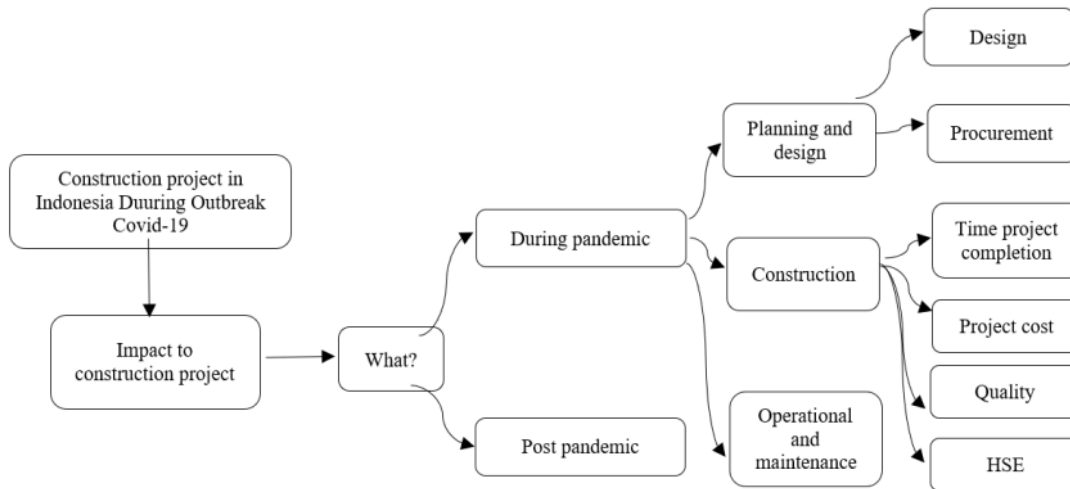 Construction project in
Indonesia Duuring Outbreak
Covid-19
Impact to
construction project
What?
During pandemic
Post pandemic
Planning and
design
Construction
Operational
and
maintenance
Design
Procurement
Time project
completion
Project cost
Quality
HSE